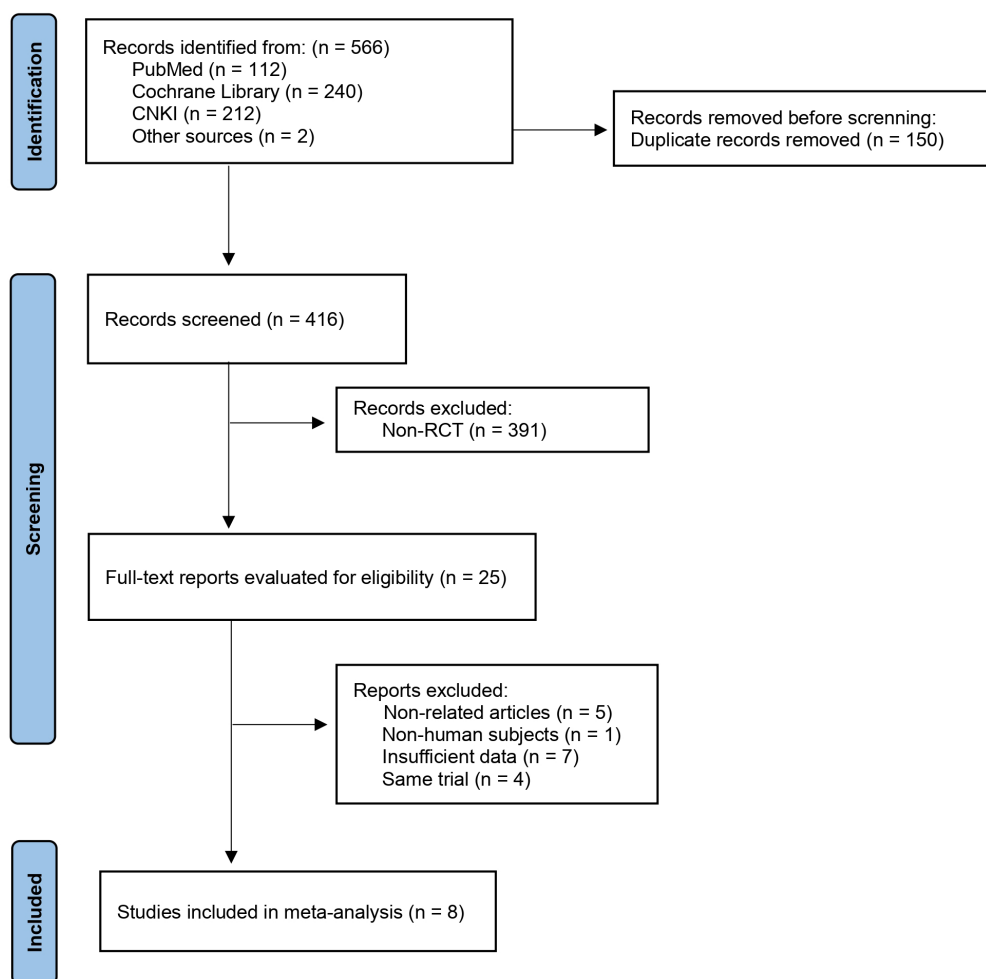 Identification
Records identified from: (n = 566)
PubMed (n = 112)
Cochrane Library (n = 240)
CNKI (n = 212)
Other sources (n = 2)
Records removed before screnning:
Duplicate records removed (n = 150)
Screening
Records screened (n = 416)
Records excluded:
Non-RCT (n = 391)
Full-text reports evaluated for eligibility (n = 25)
Reports excluded:
Non-related articles (n = 5)
Non-human subjects (n = 1)
Insufficient data (n = 7)
Same trial (n = 4)
Included
Studies included in meta-analysis (n = 8)